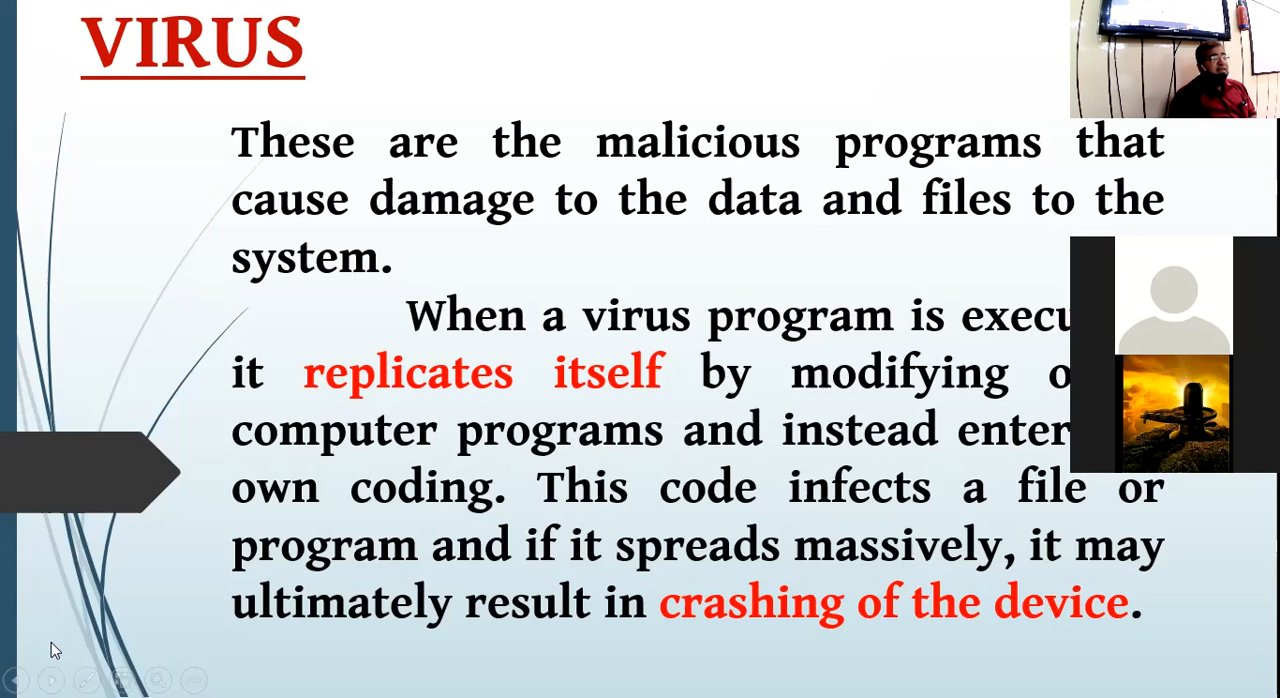 VIRUS
These are the malicious programs that
cause damage to the data and files to the
system.
When a virus program is
it replicates itself by modifying
computer programs and instead
own coding. This code infects a file or
program and if it spreads massively, it may
ultimately result in crashing of the device.